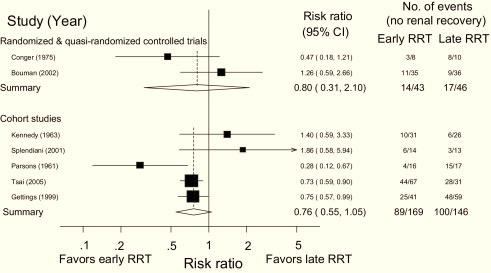 Study (Year) Risk ratio (95% CI) No. of events (no renal recovery)
Early RRT Late RRT
Randomized & quasi-randomized controlled trials
Conger (1975) 0.47 ( 0.18, 1.21) 3/8 8/10
Bouman (2002) 1.26 ( 0.59, 2.66) 11/35 9/36
Summary 0.80 ( 0.31, 2.10) 14/43 17/46
Cohort studies
Kennedy (1963) 1.40 ( 0.59, 3.33) 10/31 6/26
Splendiani (2001) 1.86 ( 0.58, 5.94) 6/14 3/13
Parsons (1961) 0.28 ( 0.12, 0.67) 4/16 15/17
Tsai (2005) 0.73 ( 0.59, 0.90) 44/67 28/31
Gettings (1999) 0.75 ( 0.57, 0.99) 25/41 48/59
Summary 0.76 ( 0.55, 1.05) 89/169 100/146
.1 .2 .5 1 2 5
Favors early RRT Risk ratio Favors late RRT